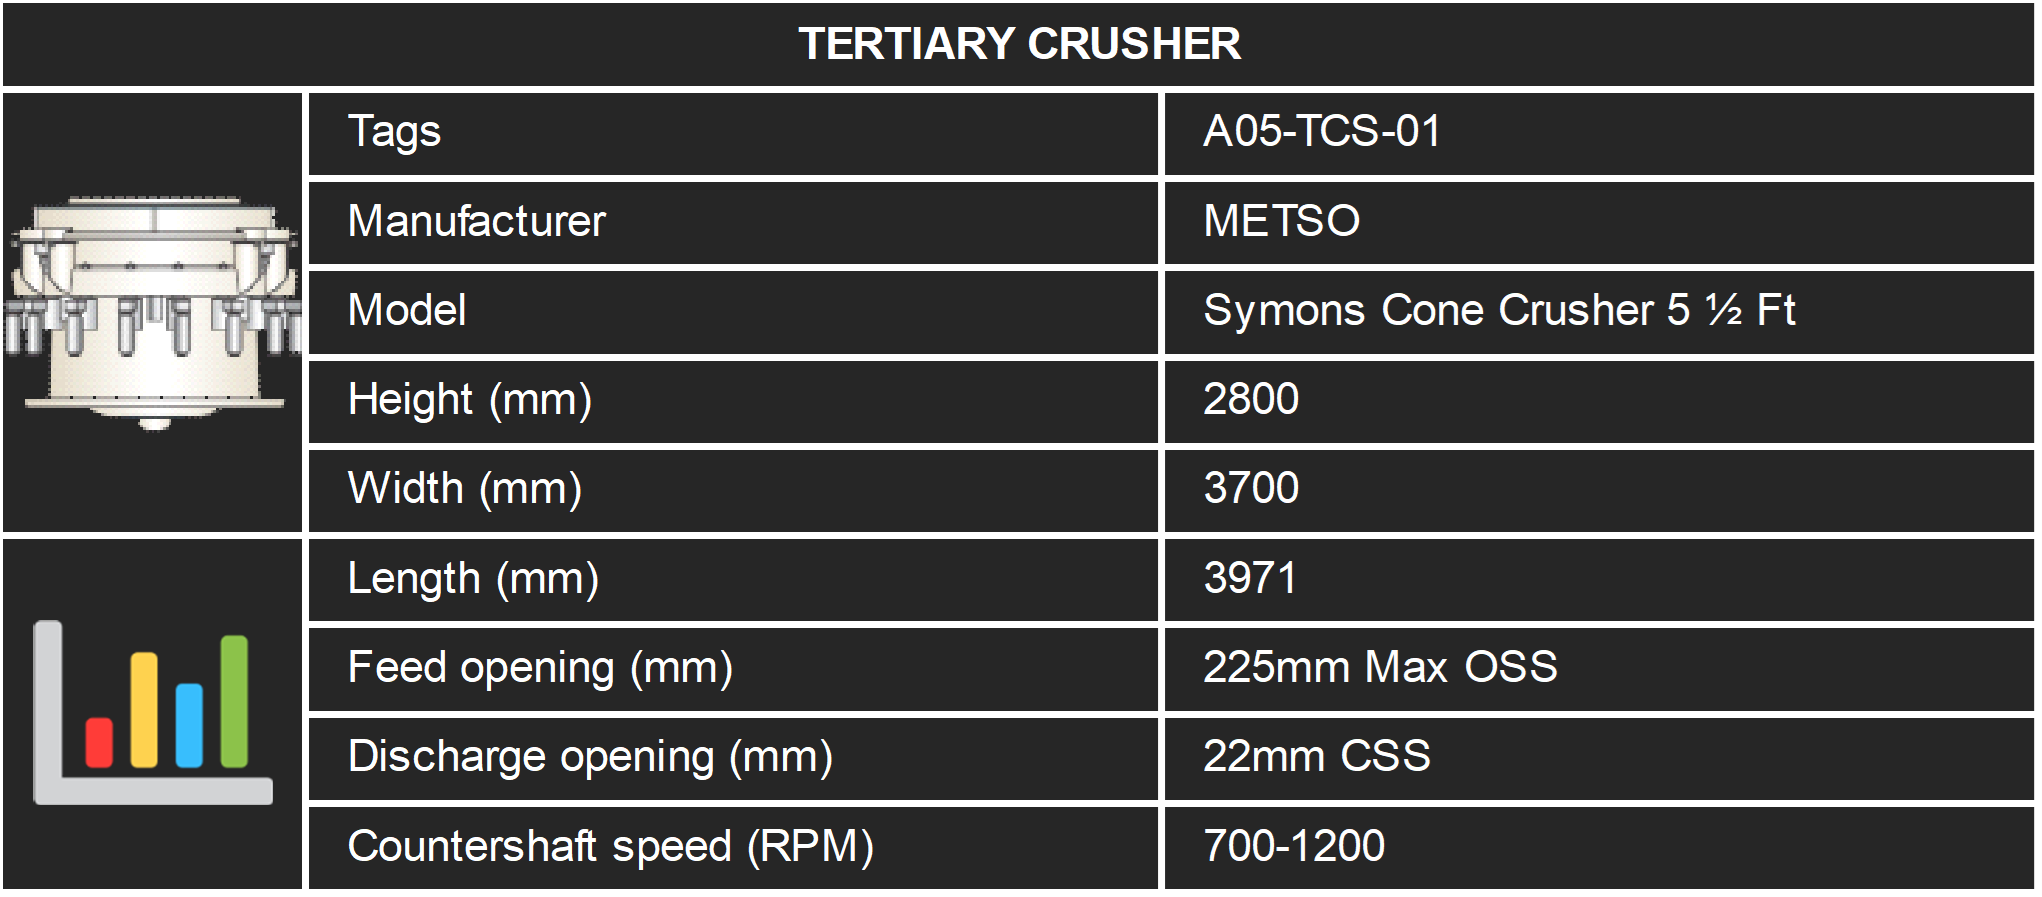 TERTIARY CRUSHER
Tags A05-TCS-01
Manufacturer METSO
Model Symons Cone Crusher 5 ½ Ft
Height (mm) 2800
Width (mm) 3700
Length (mm) 3971
Feed opening (mm) 225mm Max OSS
Discharge opening (mm) 22mm CSS
Countershaft speed (RPM) 700-1200